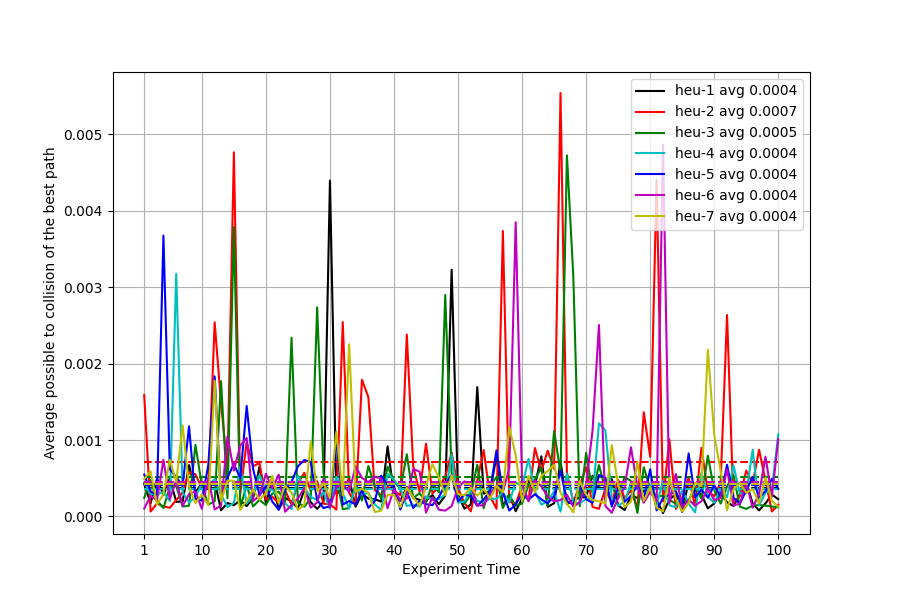 heu-1 avg 0.0004
heu-2 avg 0.0007
heu-3 avg 0.0005
heu-4 avg 0.0004
heu-5 avg 0.0004
heu-6 avg 0.0004
heu-7 avg 0.0004
Average possible to collision of the best path
0.005
0.004
0.003
0.002
0.001
0.000
1 10 20 30 40 50 60 70 80 90 100
Experiment Time